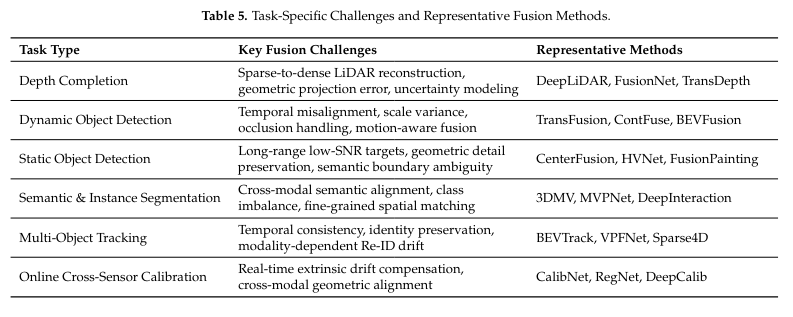 Table 5. Task-Specific Challenges and Representative Fusion Methods.
Task Type Key Fusion Challenges Representative Methods
Depth Completion
Sparse-to-dense LiDAR reconstruction,
geometric projection error, uncertainty modeling
DeepLiDAR, FusionNet, TransDepth
Dynamic Object Detection
Temporal misalignment, scale variance,
occlusion handling, motion-aware fusion
TransFusion, ContFuse, BEVFusion
Static Object Detection
Long-range low-SNR targets, geometric detail
preservation, semantic boundary ambiguity
CenterFusion, HVNet, FusionPainting
Semantic & Instance Segmentation
Cross-modal semantic alignment, class
imbalance, fine-grained spatial matching
3DMV, MVPNet, DeepInteraction
Multi-Object Tracking
Temporal consistency, identity preservation,
modality-dependent Re-ID drift
BEVTrack, VPFNet, Sparse4D
Online Cross-Sensor Calibration
Real-time extrinsic drift compensation,
cross-modal geometric alignment
CalibNet, RegNet, DeepCalib